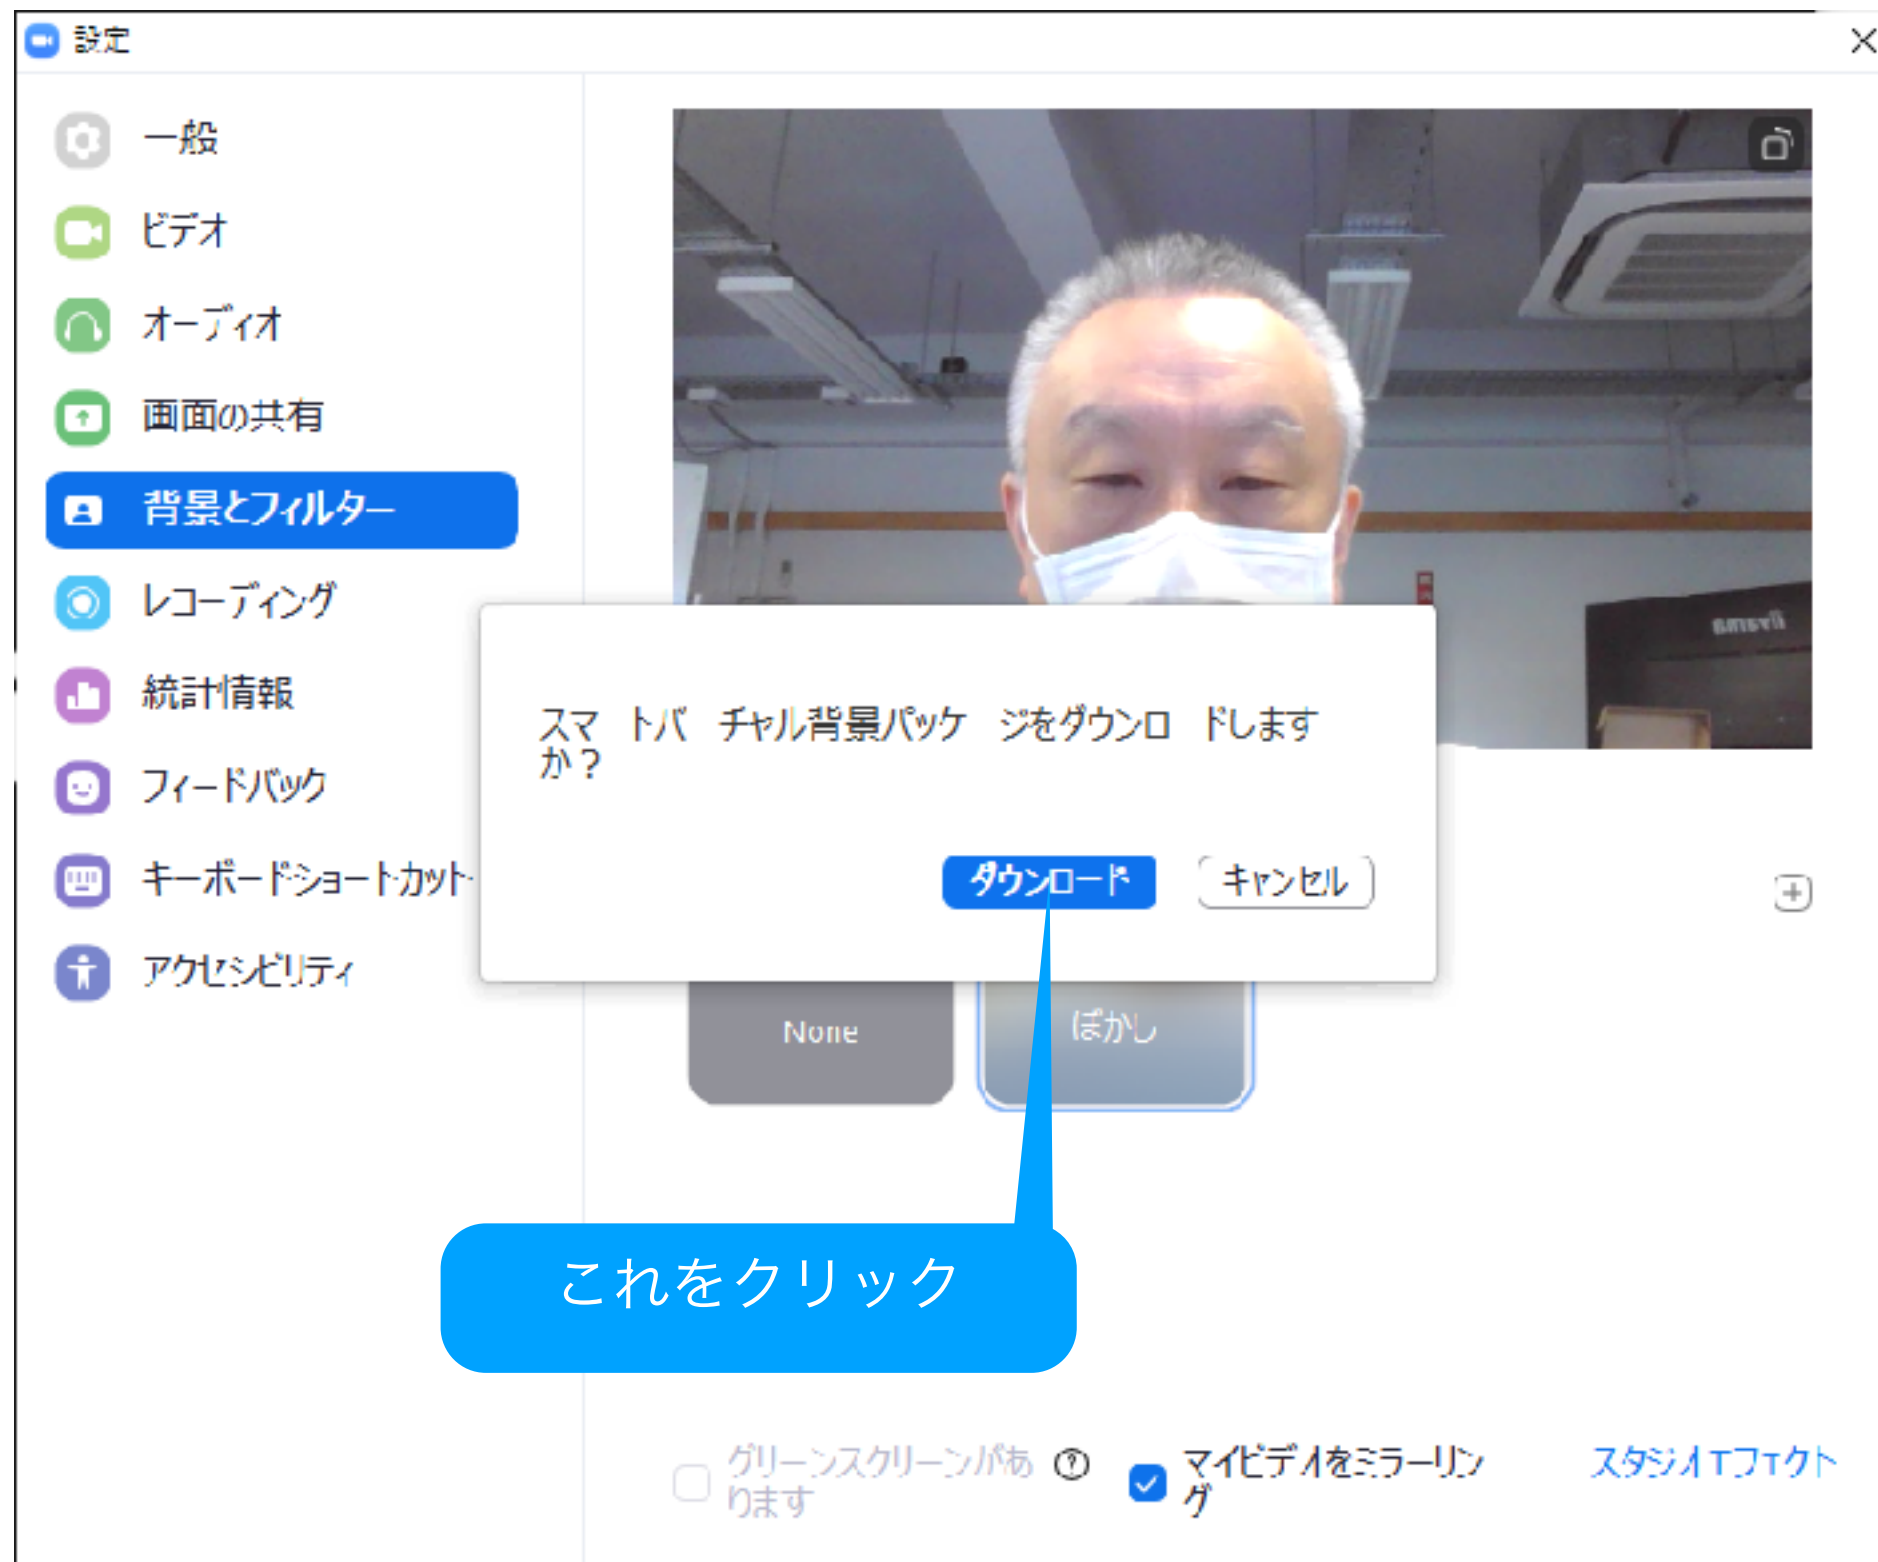 設定
一般
ビデオ
オーディオ
画面の共有
背景とフィルター
レコーディング
統計情報
フィードバック
キーボードショートカット
アクセシビリティ
スマ トバ チャル背景パッケ ジをダウンロ ドします
か？
ダウンロード
キャンセル
None
ぼかし
これをクリック
グリーンスクリーンがあ
ります
マイビデオをミラーリン
グ
スタジオエフェクト